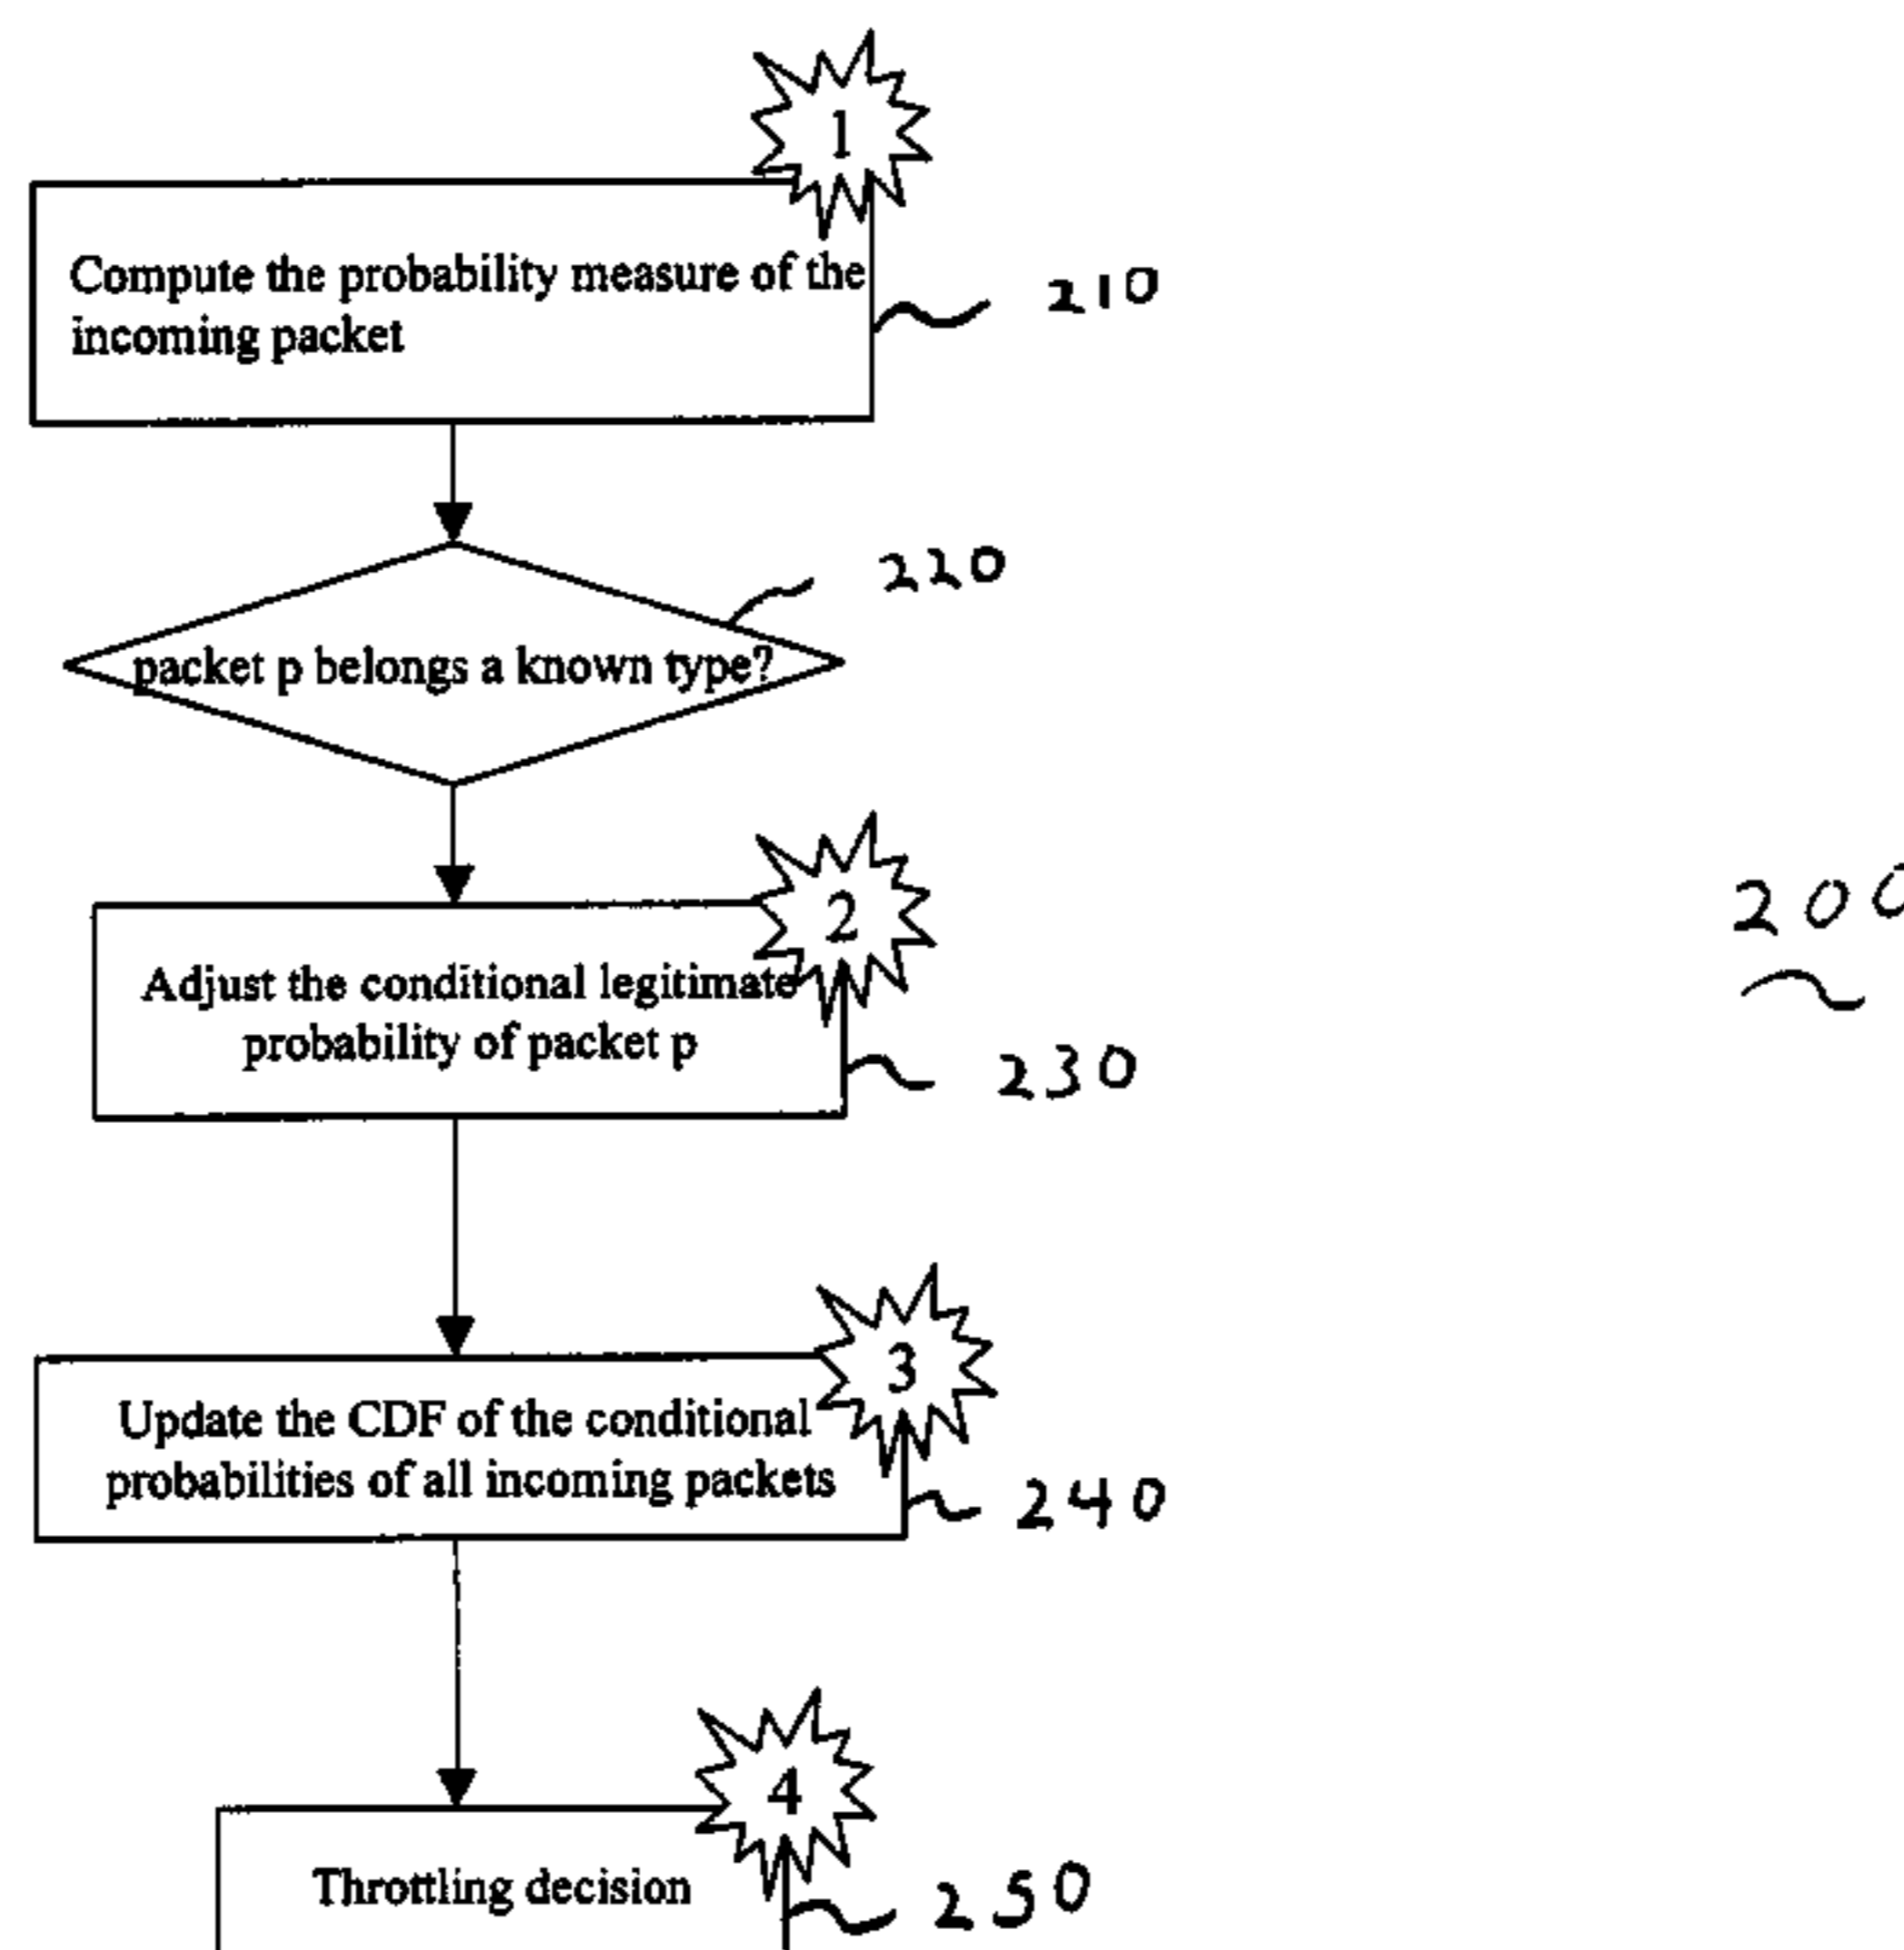 1
Compute the probability measure of the
incoming packet
210
220
packet p belongs a known type?
200
2
Adjust the conditional legitimate
probability of packet p
230
3
Update the CDF of the conditional
probabilities of all incoming packets
240
4
Throttling decision
250